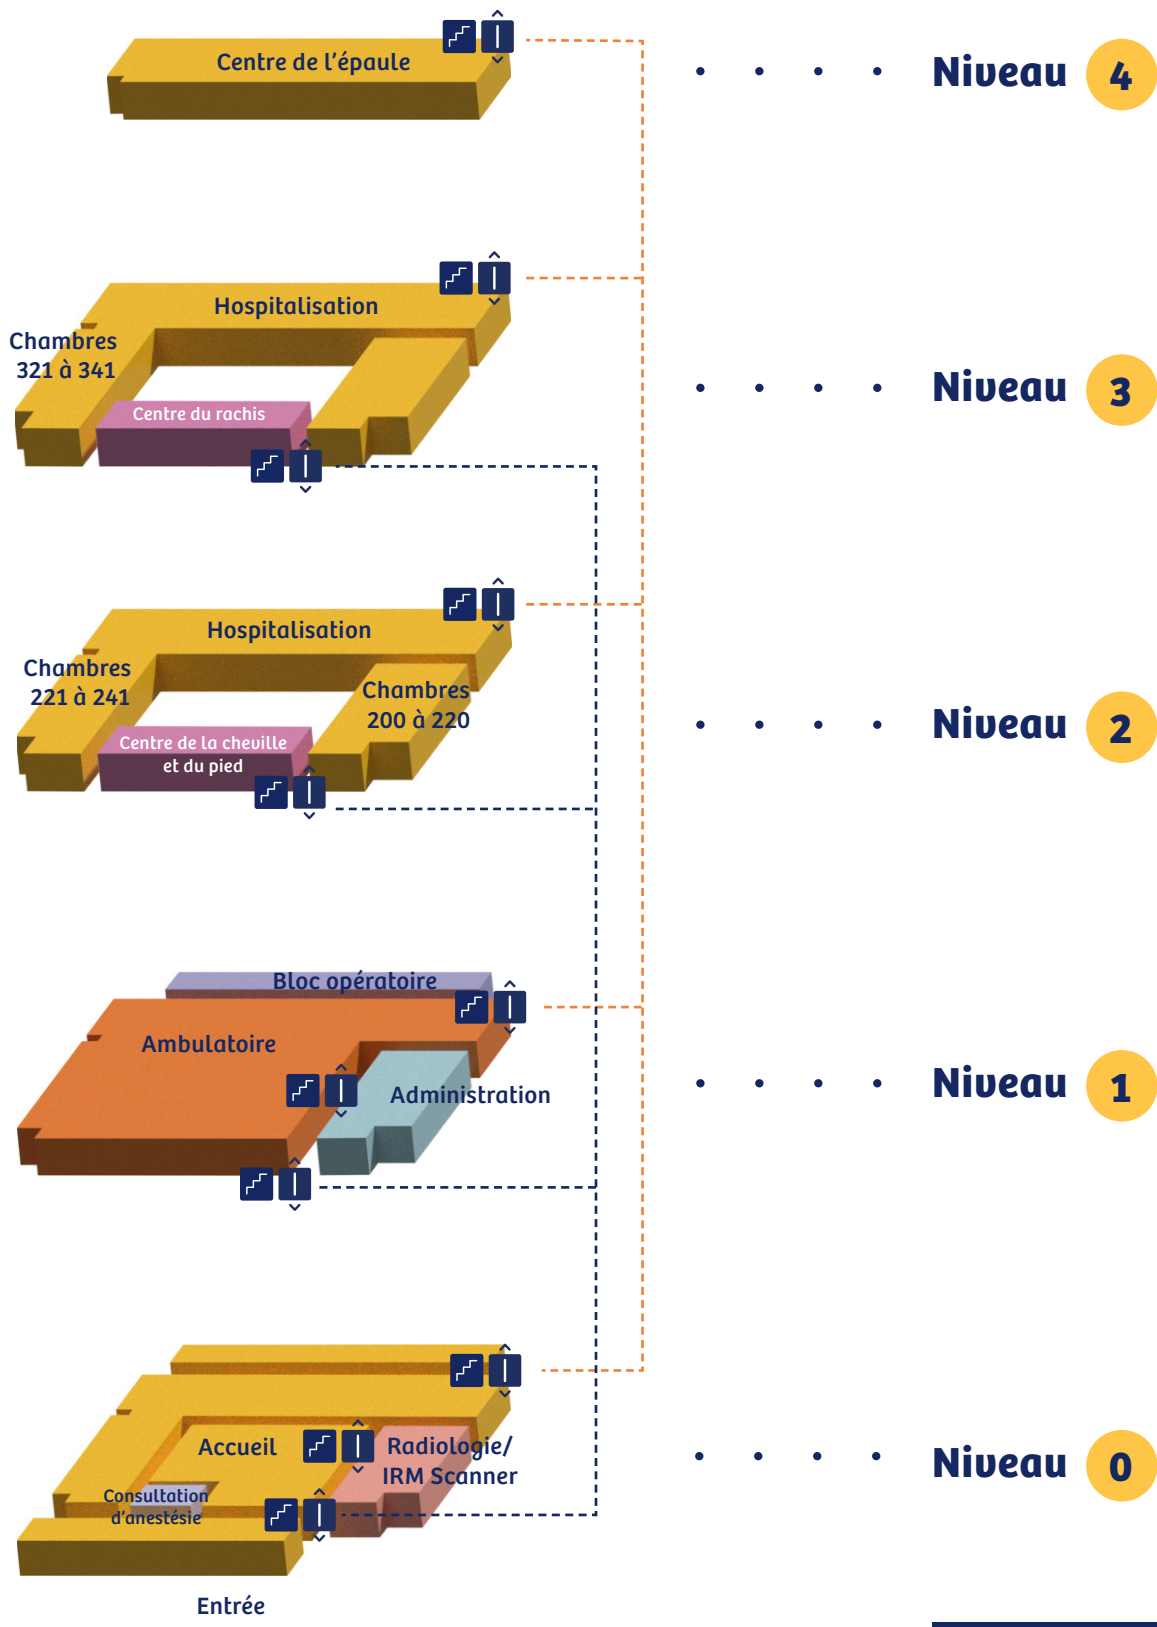 Centre de l'épaule
Niveau 4
Hospitalisation
Chambres
321 à 341
Centre du rachis
Niveau 3
Hospitalisation
Chambres
221 à 241
Chambres
200 à 220
Centre de la cheville
et du pied
Niveau 2
Bloc opératoire
Ambulatoire
Administration
Niveau 1
Accueil
Radiologie/
IRM Scanner
Consultation
d'anestésie
Niveau 0
Entrée